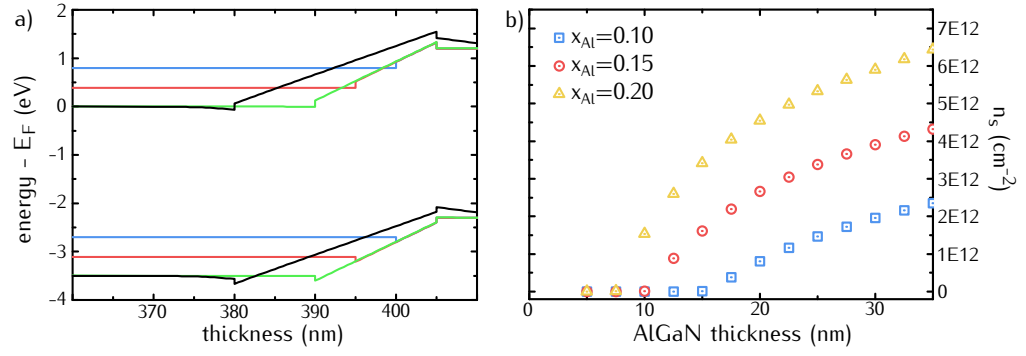 a)
2
1
0
−1
−2
−3
−4
energy − E_F (eV)
370 380 390 400
thickness (nm)
b)
x_Al=0.10
x_Al=0.15
x_Al=0.20
7E12
6E12
5E12
4E12
3E12
2E12
1E12
0
n_s (cm^−2)
0 10 20 30
AlGaN thickness (nm)